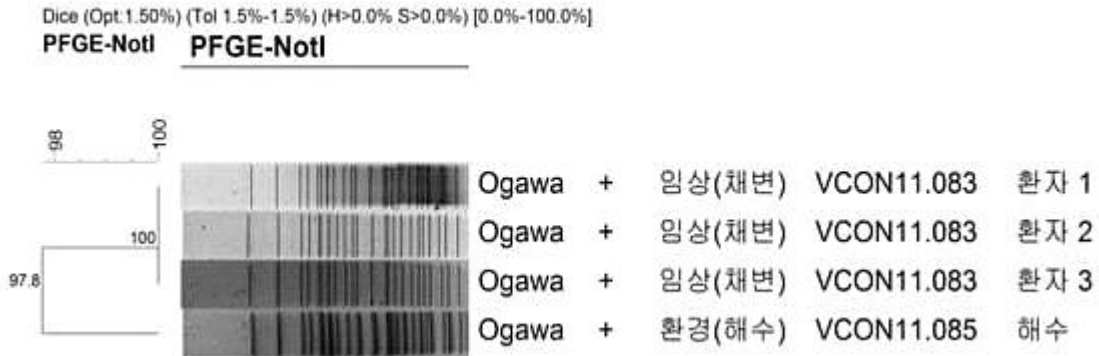 Dice (Opt:1.50%) (Tol 1.5%-1.5%) (H>0.0% S>0.0%) [0.0%-100.0%]
PFGE-NotI PFGE-NotI
98 100
Ogawa + 임상(채변) VCON11.083 환자 1
100 Ogawa + 임상(채변) VCON11.083 환자 2
97.8 Ogawa + 임상(채변) VCON11.083 환자 3
Ogawa + 환경(해수) VCON11.085 해수